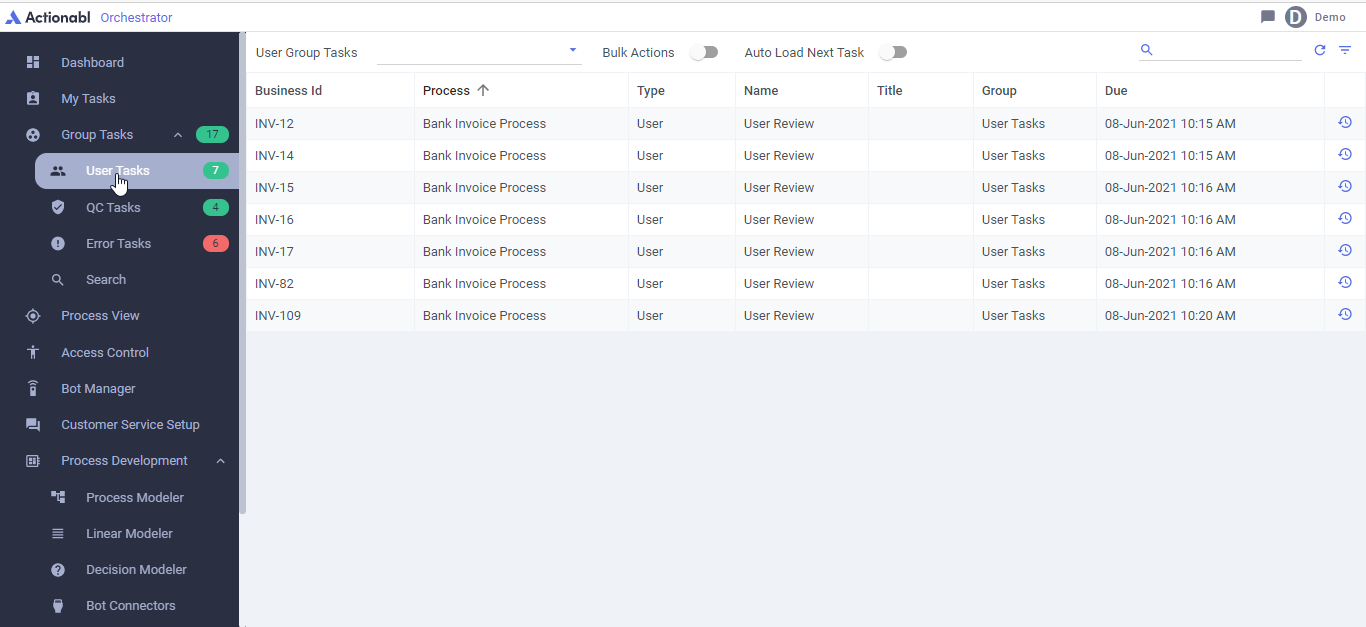 Actionabl Orchestrator
D Demo
Dashboard
My Tasks
Group Tasks 17
User Tasks 7
QC Tasks 4
Error Tasks 6
Search
Process View
Access Control
Bot Manager
Customer Service Setup
Process Development
Process Modeler
Linear Modeler
Decision Modeler
Bot Connectors
User Group Tasks Bulk Actions Auto Load Next Task
Business Id Process Type Name Title Group Due
INV-12 Bank Invoice Process User User Review User Tasks 08-Jun-2021 10:15 AM
INV-14 Bank Invoice Process User User Review User Tasks 08-Jun-2021 10:15 AM
INV-15 Bank Invoice Process User User Review User Tasks 08-Jun-2021 10:16 AM
INV-16 Bank Invoice Process User User Review User Tasks 08-Jun-2021 10:16 AM
INV-17 Bank Invoice Process User User Review User Tasks 08-Jun-2021 10:16 AM
INV-82 Bank Invoice Process User User Review User Tasks 08-Jun-2021 10:16 AM
INV-109 Bank Invoice Process User User Review User Tasks 08-Jun-2021 10:20 AM